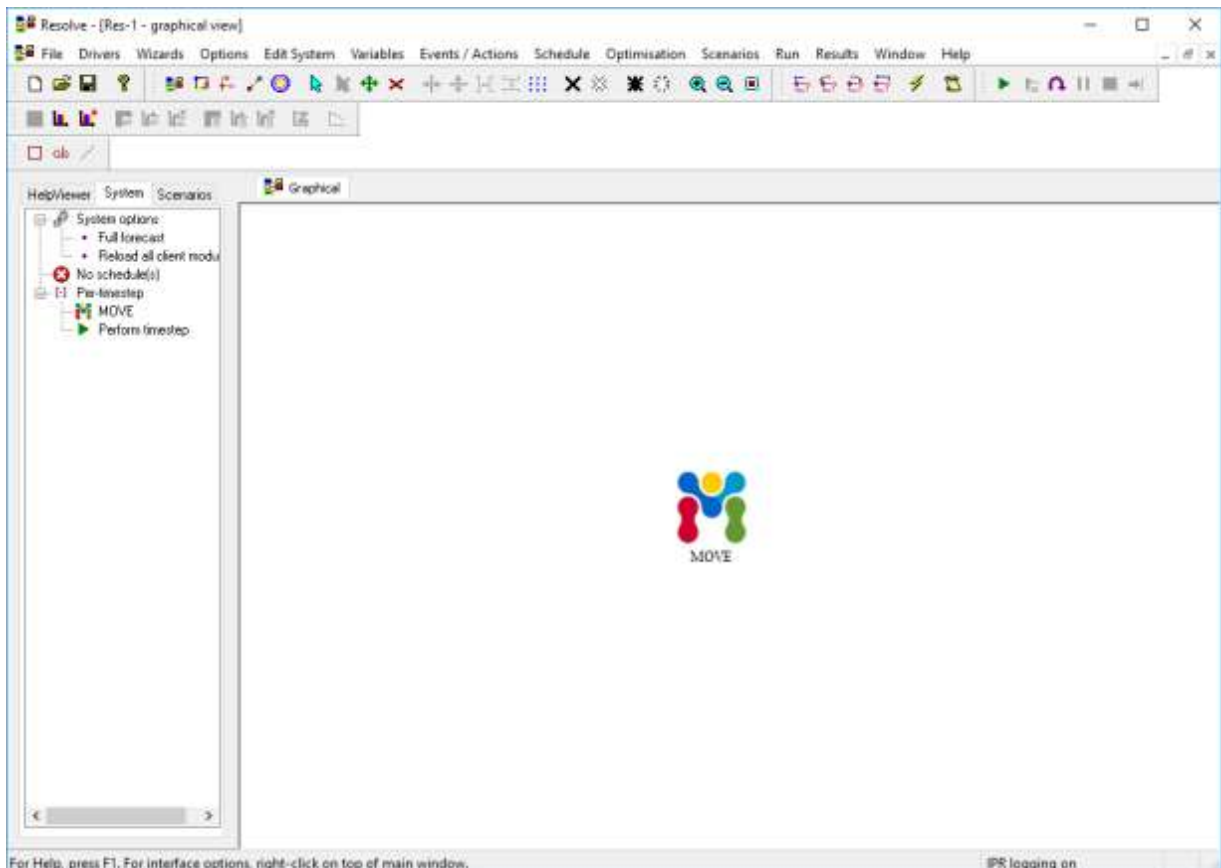 Resolve - [Res-1 - graphical view]
File Drivers Wizards Options Edit System Variables Events / Actions Schedule Optimisation Scenarios Run Results Window Help
ab
HelpViewer System Scenarios
Graphical
System options
Full forecast
Reload all client modu
No schedule(s)
Per-timestep
MOVE
Perform timestep
MOVE
For Help, press F1. For interface options, right-click on top of main window.
IPR logging on